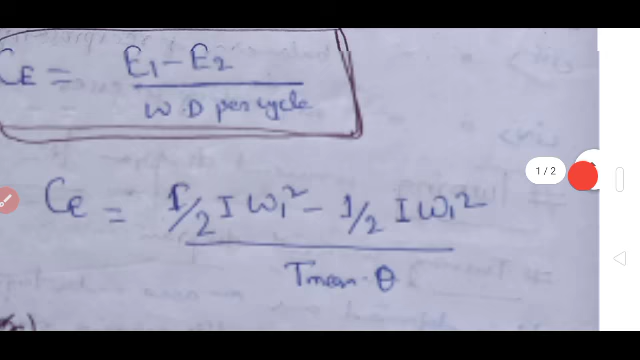 CE = E1 - E2 / W.D per cycle
1/2
Ce = 1/2 I ω1² - 1/2 I ω1² / Tmean · θ